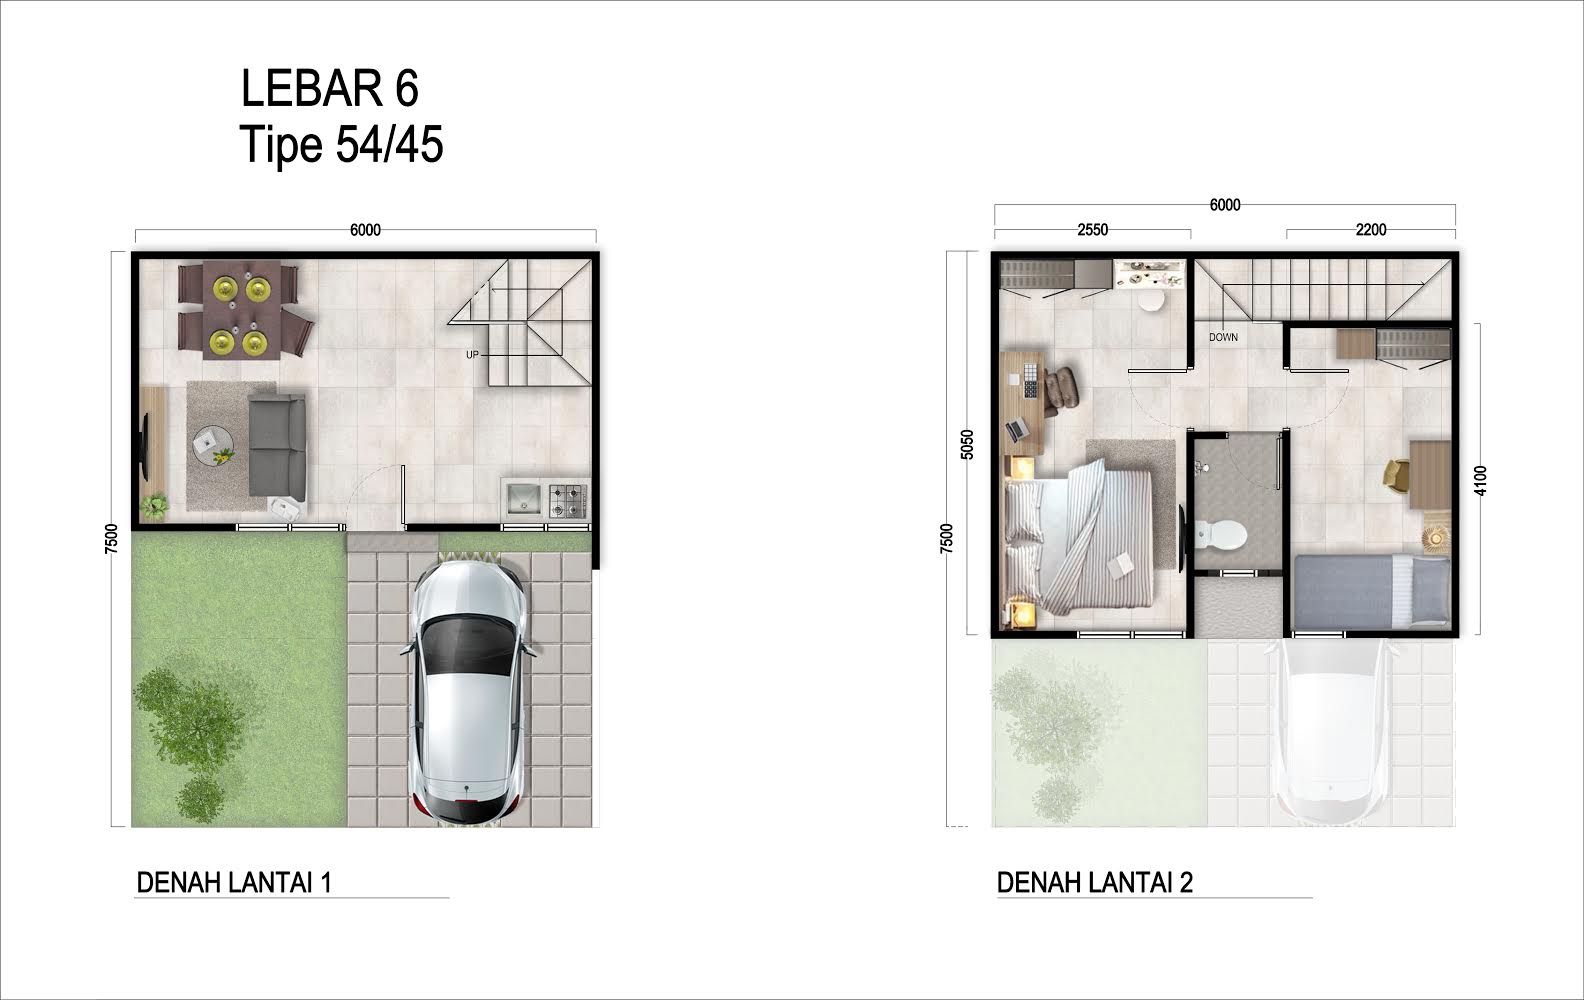 LEBAR 6
Tipe 54/45
6000
7500
UP
DENAH LANTAI 1
6000
2550
2200
7500
5050
4100
DOWN
DENAH LANTAI 2